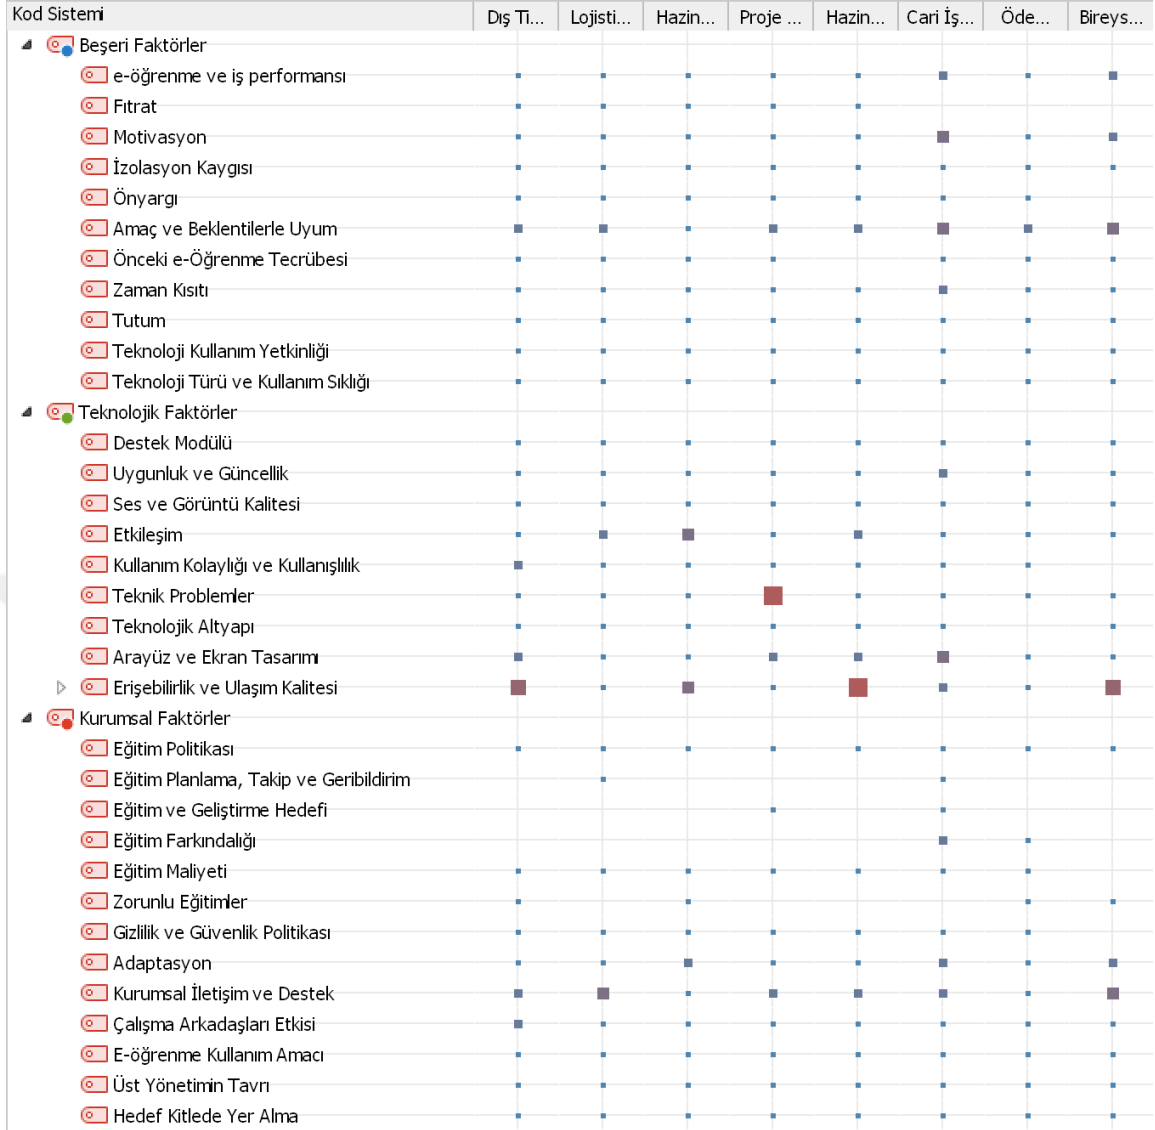 Kod Sistemi Dış Ti... Lojisti... Hazin... Proje ... Hazin... Cari İş... Öde... Bireys...
Beşeri Faktörler
e-öğrenme ve iş performansı
Fıtrat
Motivasyon
İzolasyon Kaygısı
Önyargı
Amaç ve Beklentilerle Uyum
Önceki e-Öğrenme Tecrübesi
Zaman Kısıtı
Tutum
Teknoloji Kullanım Yetkinliği
Teknoloji Türü ve Kullanım Sıklığı
Teknolojik Faktörler
Destek Modülü
Uygunluk ve Güncellik
Ses ve Görüntü Kalitesi
Etkileşim
Kullanım Kolaylığı ve Kullanışlılık
Teknik Problemler
Teknolojik Altyapı
Arayüz ve Ekran Tasarımı
Erişebilirlik ve Ulaşım Kalitesi
Kurumsal Faktörler
Eğitim Politikası
Eğitim Planlama, Takip ve Geribildirim
Eğitim ve Geliştirme Hedefi
Eğitim Farkındalığı
Eğitim Maliyeti
Zorunlu Eğitimler
Gizlilik ve Güvenlik Politikası
Adaptasyon
Kurumsal İletişim ve Destek
Çalışma Arkadaşları Etkisi
E-öğrenme Kullanım Amacı
Üst Yönetimin Tavrı
Hedef Kitlede Yer Alma